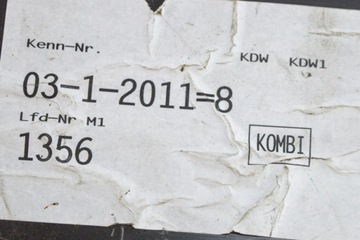 Kenn-Nr.
KDW KDW1
03-1-2011=8
Lfd-Nr M1
1356
KOMBI